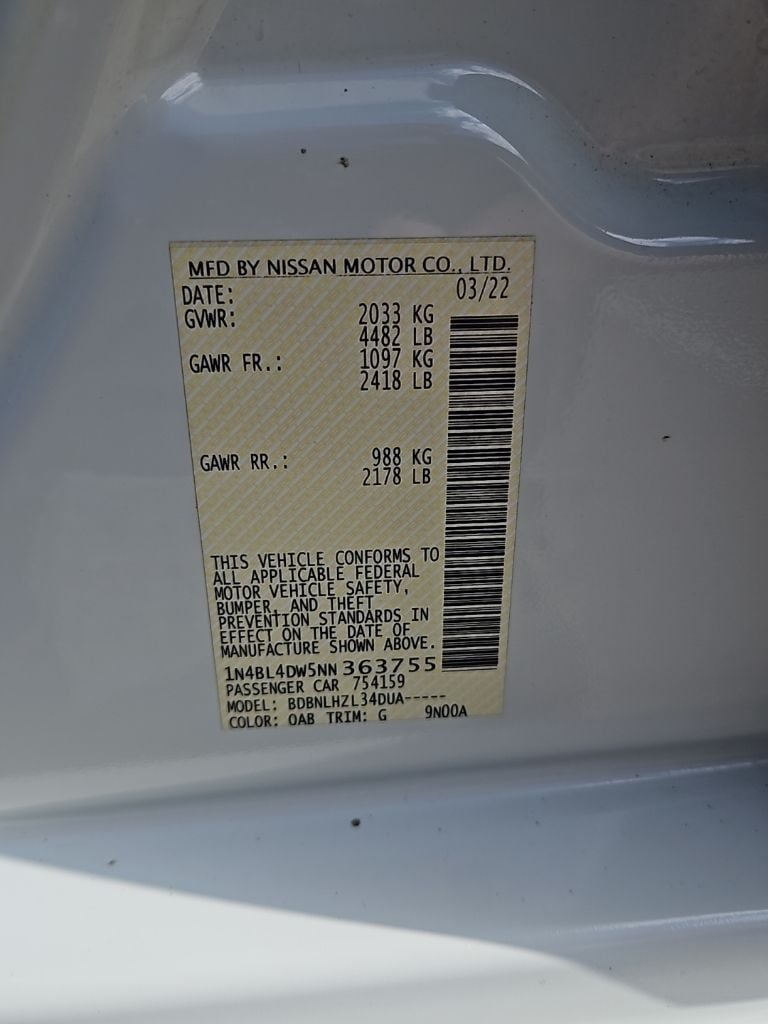 MFD BY NISSAN MOTOR CO., LTD.
DATE: 03/22
GVWR: 2033 KG
4482 LB
GAWR FR.: 1097 KG
2418 LB
GAWR RR.: 988 KG
2178 LB
THIS VEHICLE CONFORMS TO
ALL APPLICABLE FEDERAL
MOTOR VEHICLE SAFETY,
BUMPER, AND THEFT
PREVENTION STANDARDS IN
EFFECT ON THE DATE OF
MANUFACTURE SHOWN ABOVE.
1N4BL4DW5NN363755
PASSENGER CAR 754159
MODEL: BDBNLHZL34DUA-----
COLOR: QAB TRIM: G 9N00A